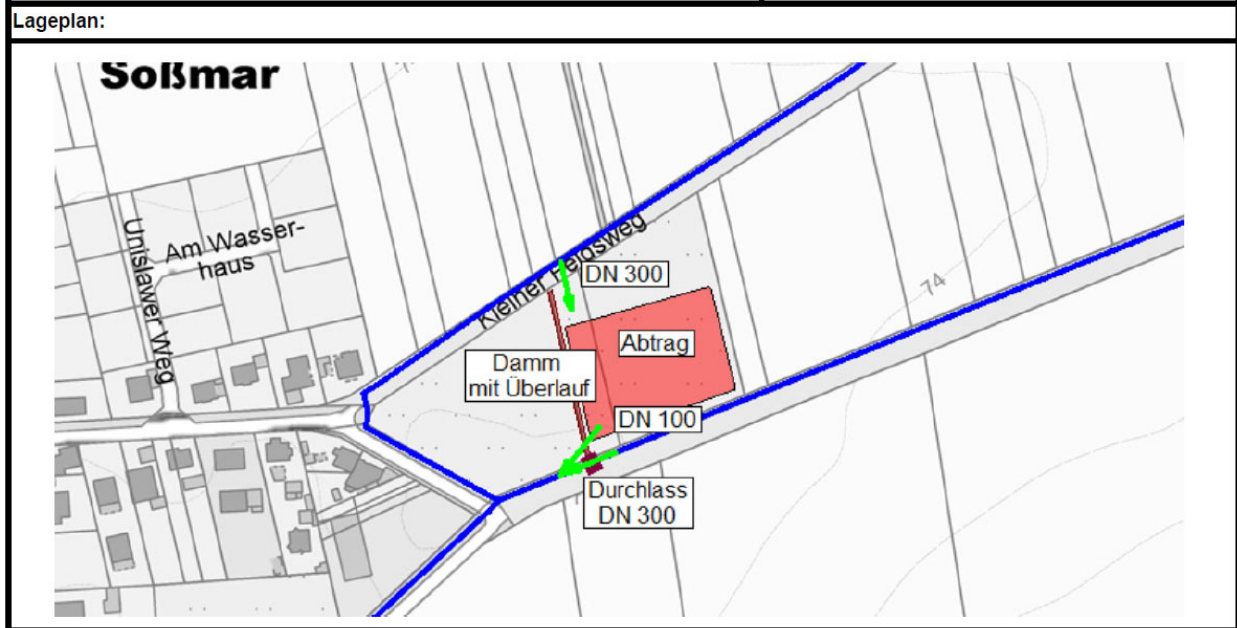 Lageplan:
Soßmar
Unislawer Weg
Am Wasser-
haus
Kleiner Feldsweg
DN 300
Abtrag
Damm
mit Überlauf
DN 100
Durchlass
DN 300
74